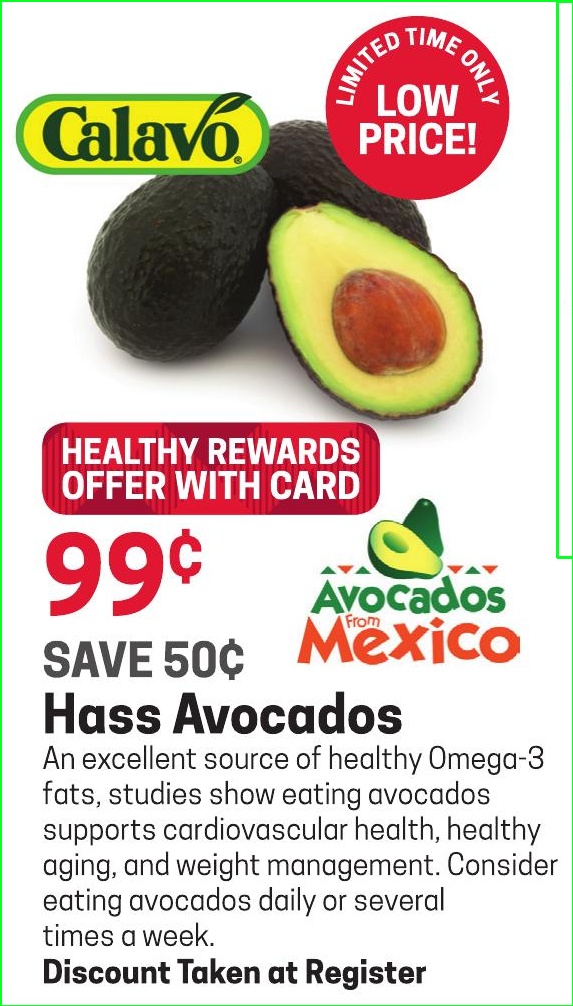 LIMITED TIME ONLY
LOW
PRICE!
Calavo®
HEALTHY REWARDS
OFFER WITH CARD
99¢
SAVE 50¢
Avocados
From
Mexico
Hass Avocados
An excellent source of healthy Omega-3
fats, studies show eating avocados
supports cardiovascular health, healthy
aging, and weight management. Consider
eating avocados daily or several
times a week.
Discount Taken at Register